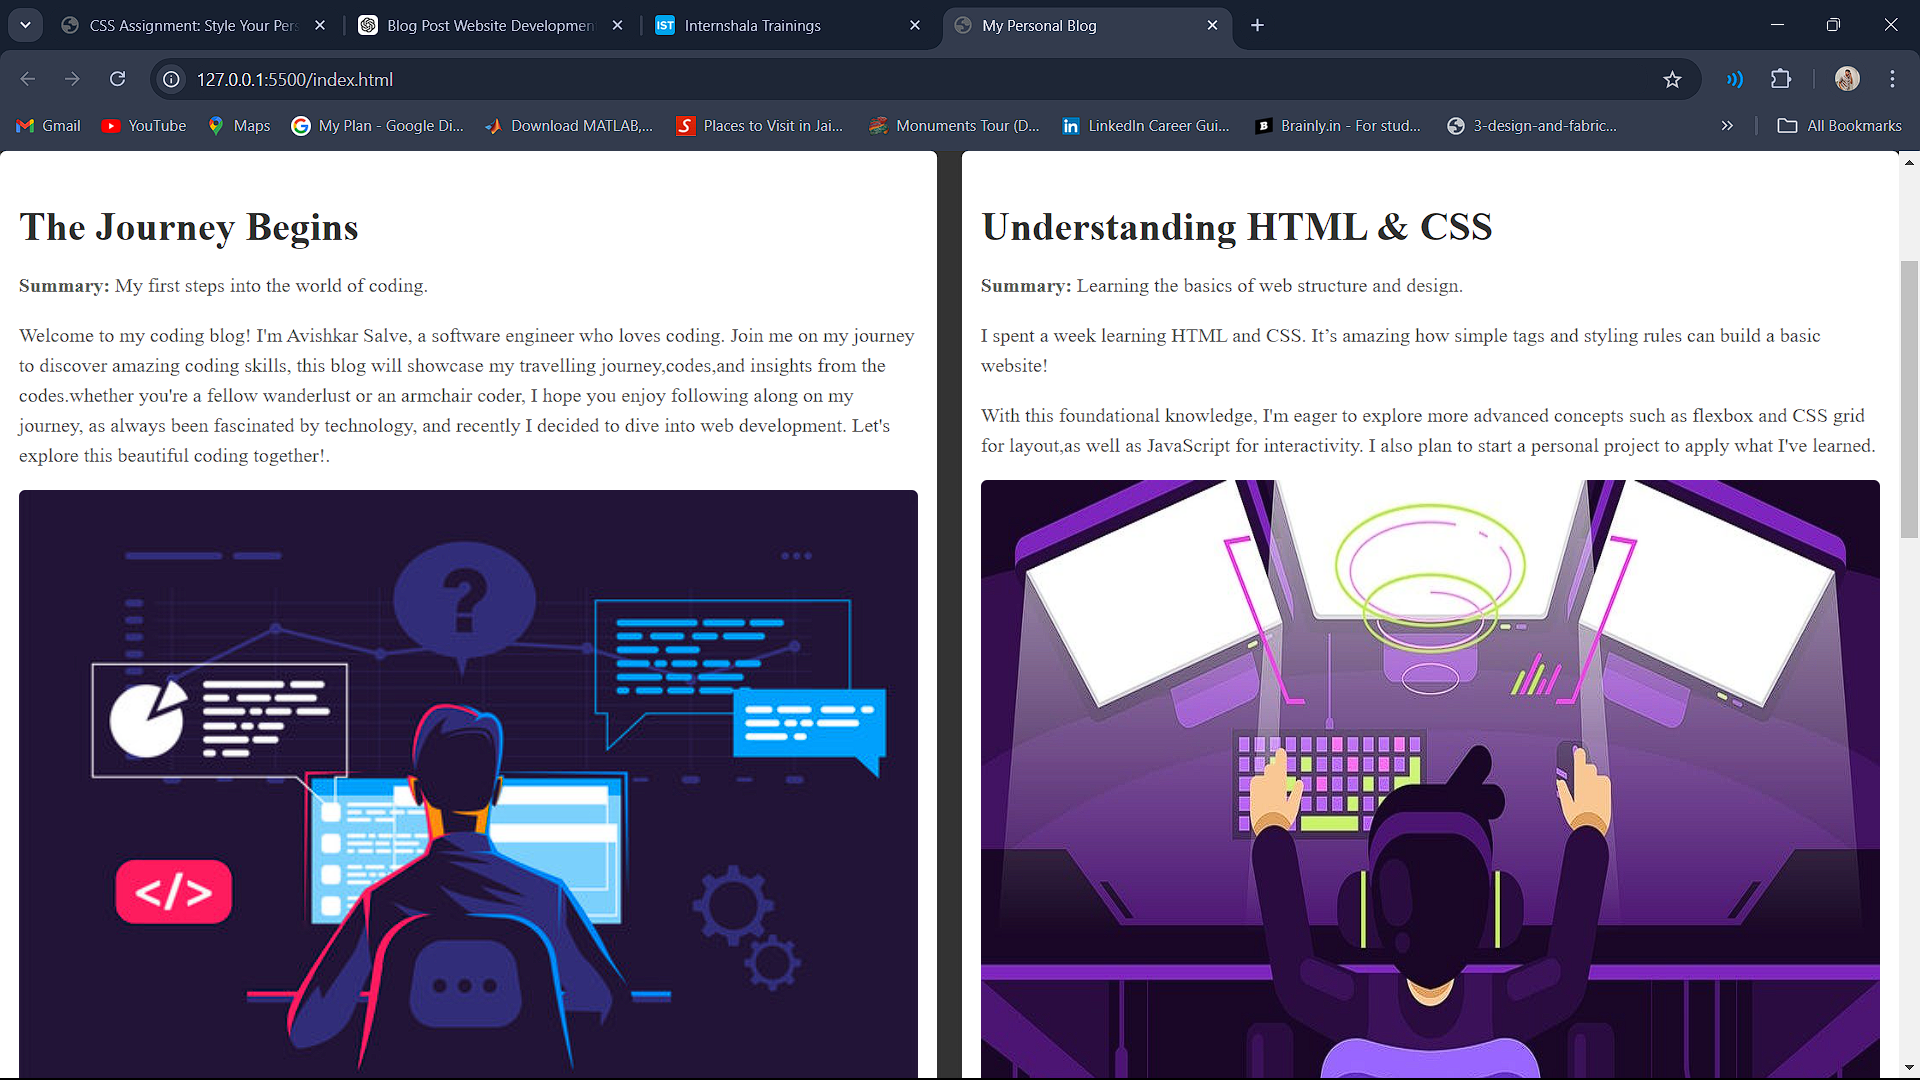 CSS Assignment: Style Your Pers
Blog Post Website Developmen
IST Internshala Trainings
My Personal Blog
127.0.0.1:5500/index.html
Gmail
YouTube
Maps
My Plan - Google Di...
Download MATLAB,...
Places to Visit in Jai...
Monuments Tour (D...
LinkedIn Career Gui...
Brainly.in - For stud...
3-design-and-fabric...
All Bookmarks
The Journey Begins
Summary: My first steps into the world of coding.
Welcome to my coding blog! I'm Avishkar Salve, a software engineer who loves coding. Join me on my journey
to discover amazing coding skills, this blog will showcase my travelling journey,codes,and insights from the
codes.whether you're a fellow wanderlust or an armchair coder, I hope you enjoy following along on my
journey, as always been fascinated by technology, and recently I decided to dive into web development. Let's
explore this beautiful coding together!.
?
</>
Understanding HTML & CSS
Summary: Learning the basics of web structure and design.
I spent a week learning HTML and CSS. It’s amazing how simple tags and styling rules can build a basic
website!
With this foundational knowledge, I'm eager to explore more advanced concepts such as flexbox and CSS grid
for layout,as well as JavaScript for interactivity. I also plan to start a personal project to apply what I've learned.